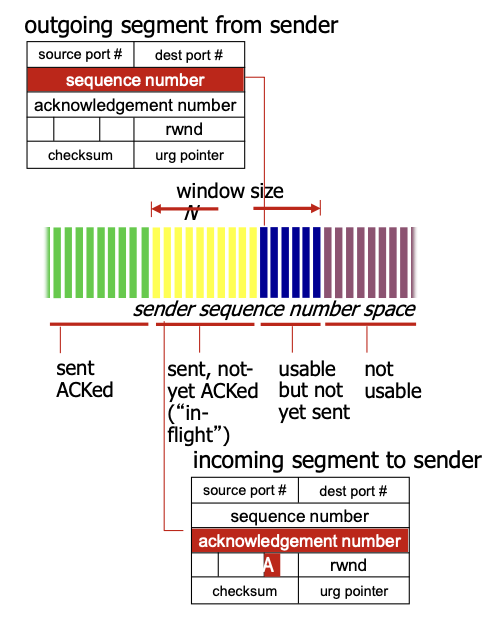 outgoing segment from sender
source port # dest port #
sequence number
acknowledgement number
rwnd
checksum urg pointer
window size
N
sender sequence number space
sent
ACKed
sent, not-
yet ACKed
(“in-
flight”)
usable
but not
yet sent
not
usable
incoming segment to sender
source port # dest port #
sequence number
acknowledgement number
A rwnd
checksum urg pointer